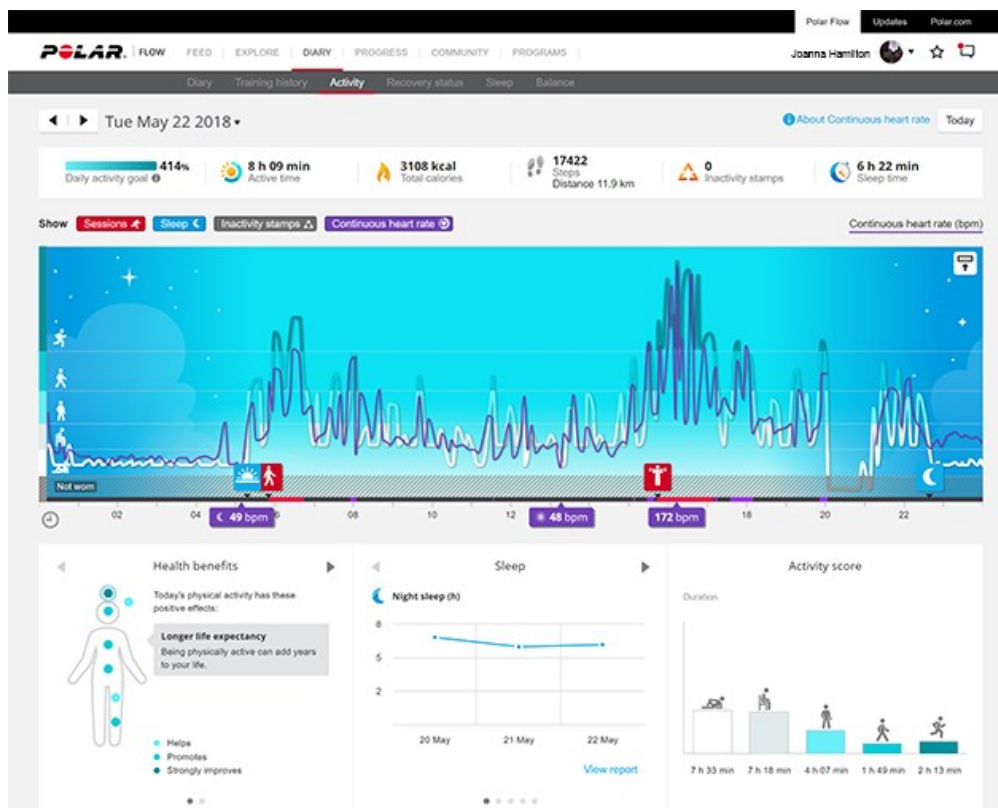 Polar Flow Updates Polar.com
POLAR. FLOW FEED EXPLORE DIARY PROGRESS COMMUNITY PROGRAMS Joanna Hamilton
Diary Training history Activity Recovery status Sleep Balance
Tue May 22 2018 About Continuous heart rate Today
414% 8 h 09 min 3108 kcal 17422 0 6 h 22 min
Daily activity goal Active time Total calories Steps Inactivity stamps Sleep time
Distance 11.9 km
Show Sessions Sleep Inactivity stamps Continuous heart rate Continuous heart rate (bpm)
Not worn
02 04 6 08 10 12 18 20 22
49 bpm 48 bpm 172 bpm
Health benefits
Today's physical activity has these
positive effects:
Longer life expectancy
Being physically active can add years
to your life.
Helps
Promotes
Strongly improves
Sleep
Night sleep (h)
8
5
2
20 May 21 May 22 May
View report
Activity score
Duration
7 h 33 min 7 h 18 min 4 h 07 min 1 h 49 min 2 h 13 min